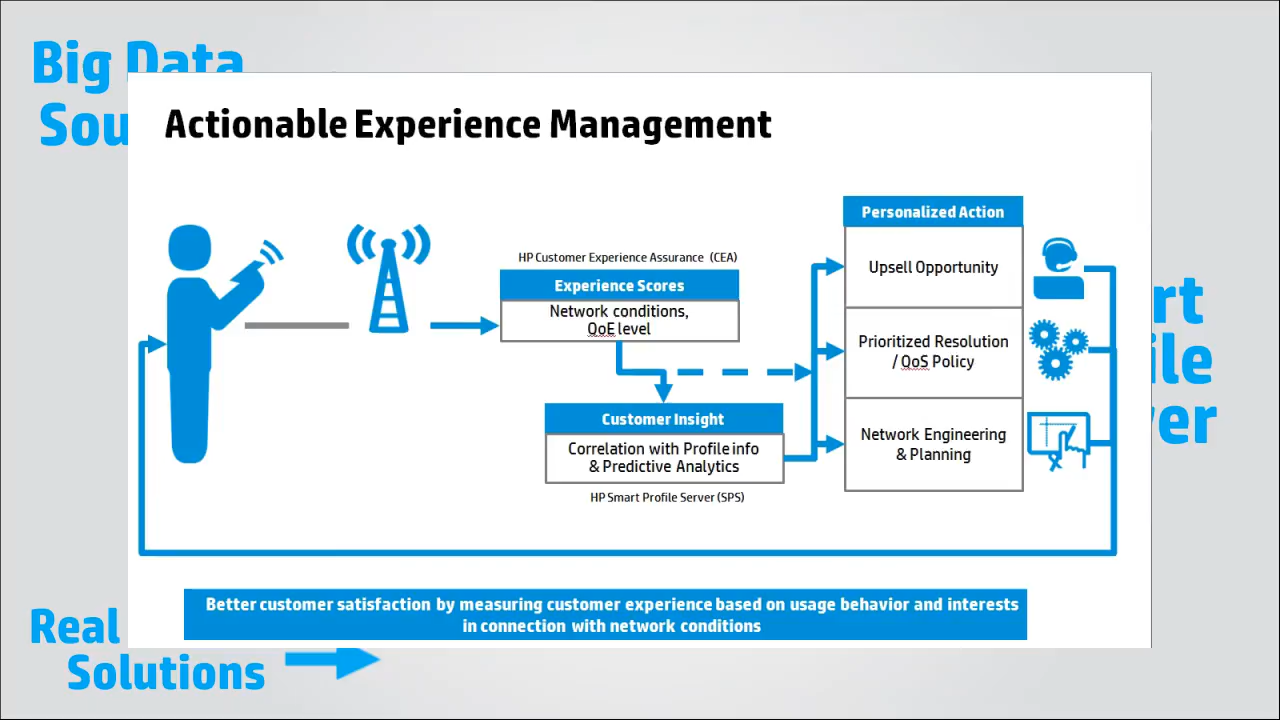 Big Data
Sou
Actionable Experience Management
HP Customer Experience Assurance (CEA)
Experience Scores
Network conditions,
QoE level
Customer Insight
Correlation with Profile info
& Predictive Analytics
HP Smart Profile Server (SPS)
Personalized Action
Upsell Opportunity
Prioritized Resolution
/ QoS Policy
Network Engineering
& Planning
rt
ile
ver
Better customer satisfaction by measuring customer experience based on usage behavior and interests
in connection with network conditions
Real
Solutions